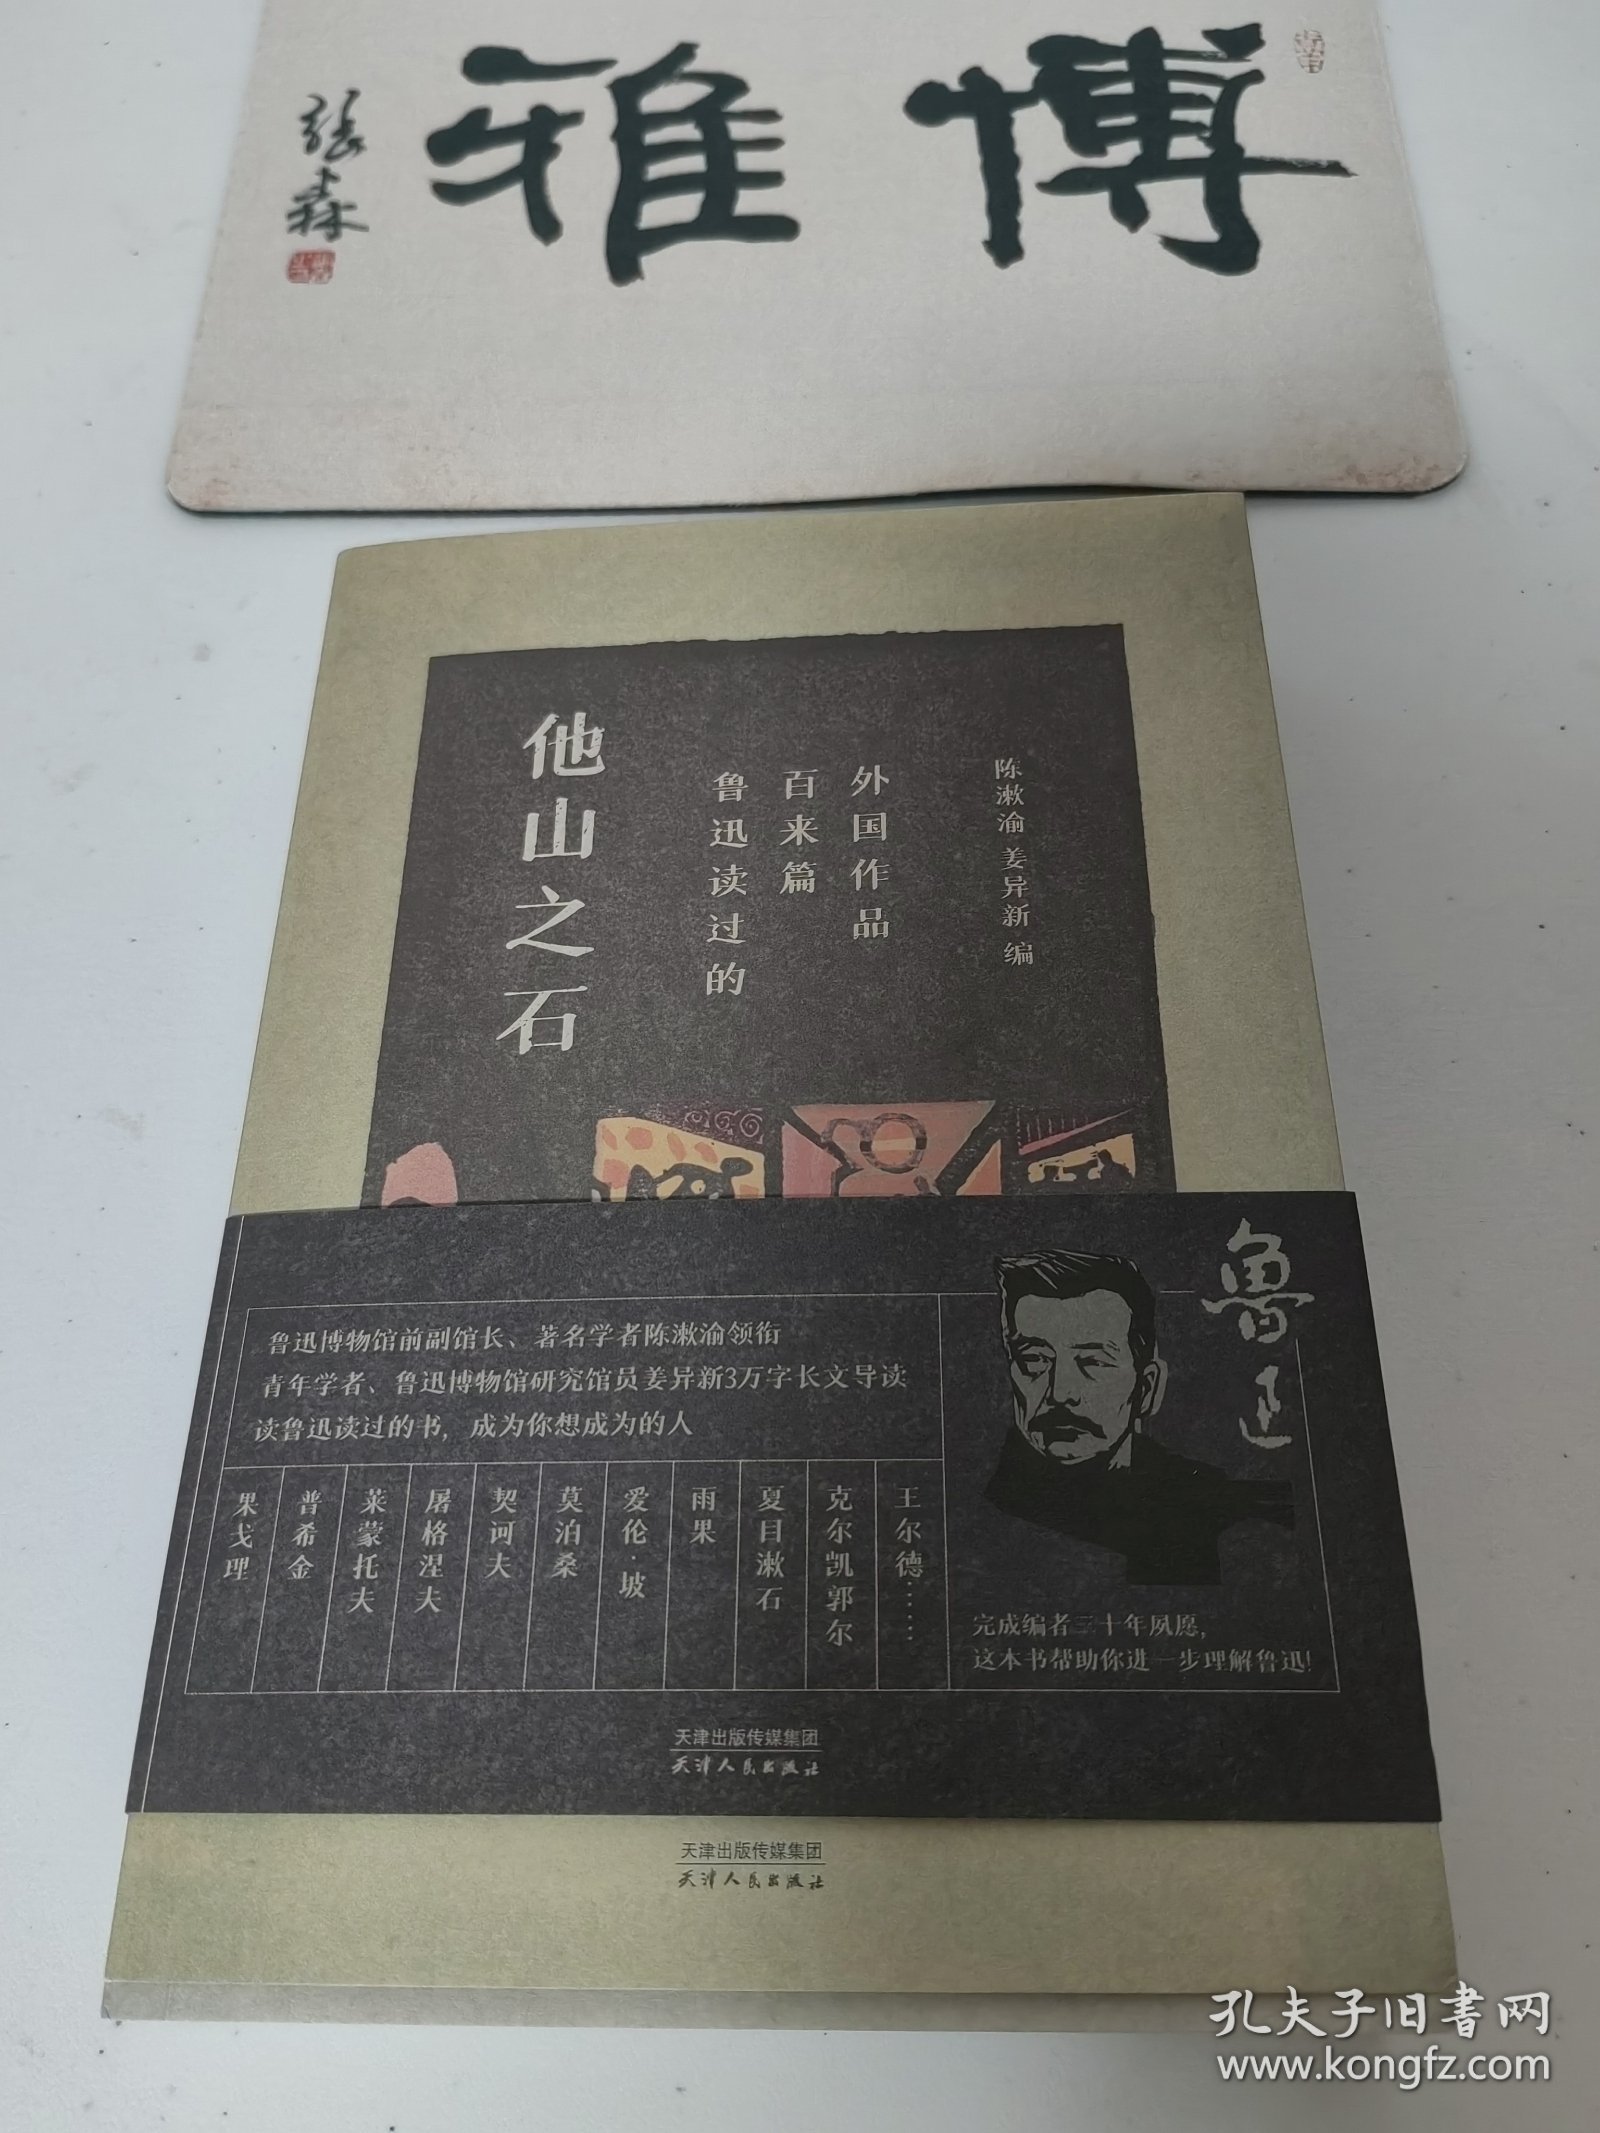 博雅
张森
他山之石
鲁迅读过的
百来篇
外国作品
陈漱渝 姜异新 编
鲁迅
鲁迅博物馆前副馆长、著名学者陈漱渝领衔
青年学者、鲁迅博物馆研究馆员姜异新3万字长文导读
读鲁迅读过的书，成为你想成为的人
果戈理
普希金
莱蒙托夫
屠格涅夫
契诃夫
莫泊桑
爱伦·坡
雨果
夏目漱石
克尔凯郭尔
王尔德……
完成编者三十年夙愿，
这本书帮助你进一步理解鲁迅！
天津出版传媒集团
天津人民出版社
天津出版传媒集团
天津人民出版社
孔夫子旧书网
www.kongfz.com